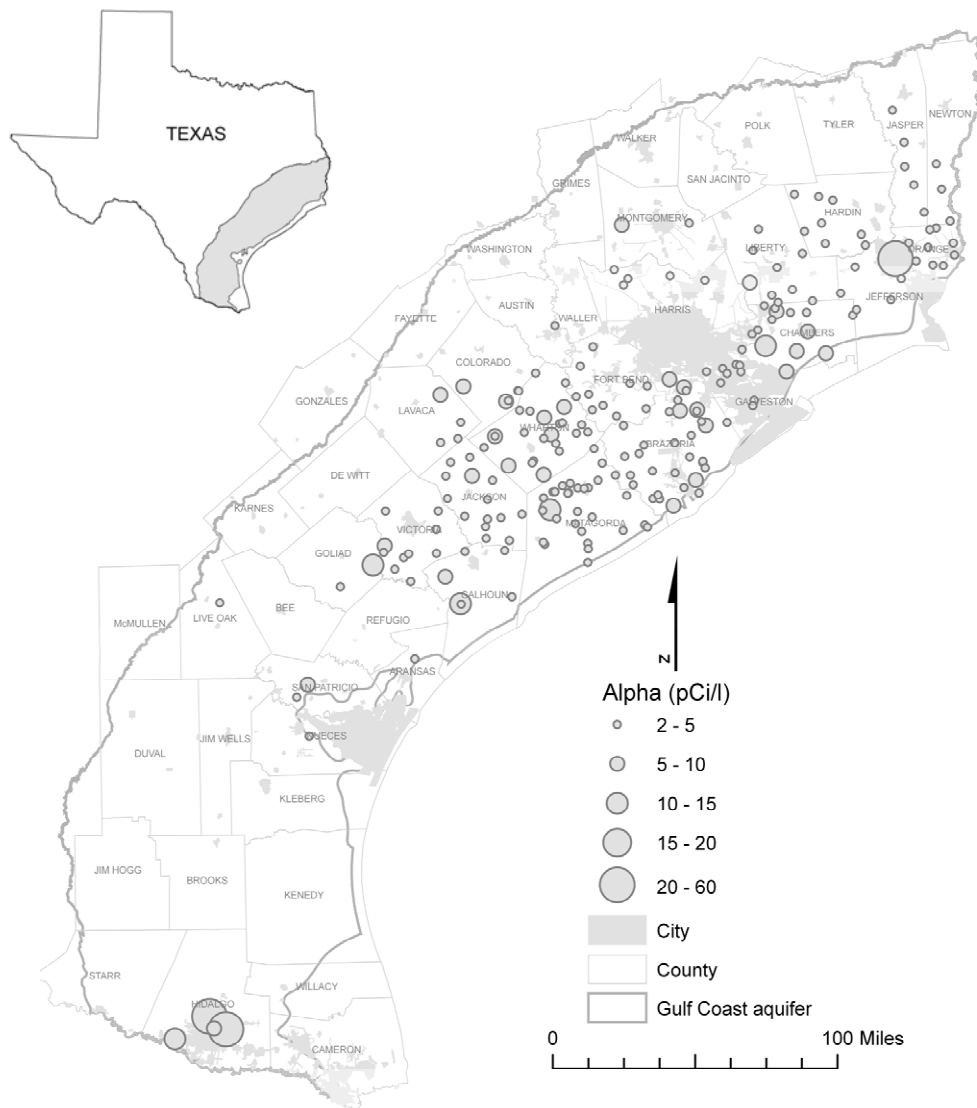 TEXAS
NEWTON
JASPER
TYLER
POLK
WALKER
SAN JACINTO
GRIMES
HARDIN
MONTGOMERY
LIBERTY
ORANGE
WASHINGTON
JEFFERSON
AUSTIN
HARRIS
WALLER
FAYETTE
CHAMBERS
COLORADO
FORT BEND
GONZALES
LAVACA
GALVESTON
WHARTON
BRAZORIA
DE WITT
JACKSON
KARNES
MATAGORDA
VICTORIA
GOLIAD
CALHOUN
BEE
LIVE OAK
McMULLEN
REFUGIO
ARANSAS
SAN PATRICIO
NUECES
JIM WELLS
DUVAL
KLEBERG
JIM HOGG
BROOKS
KENEDY
STARR
WILLACY
HIDALGO
CAMERON
N
Alpha (pCi/l)
2 - 5
5 - 10
10 - 15
15 - 20
20 - 60
City
County
Gulf Coast aquifer
0 100 Miles